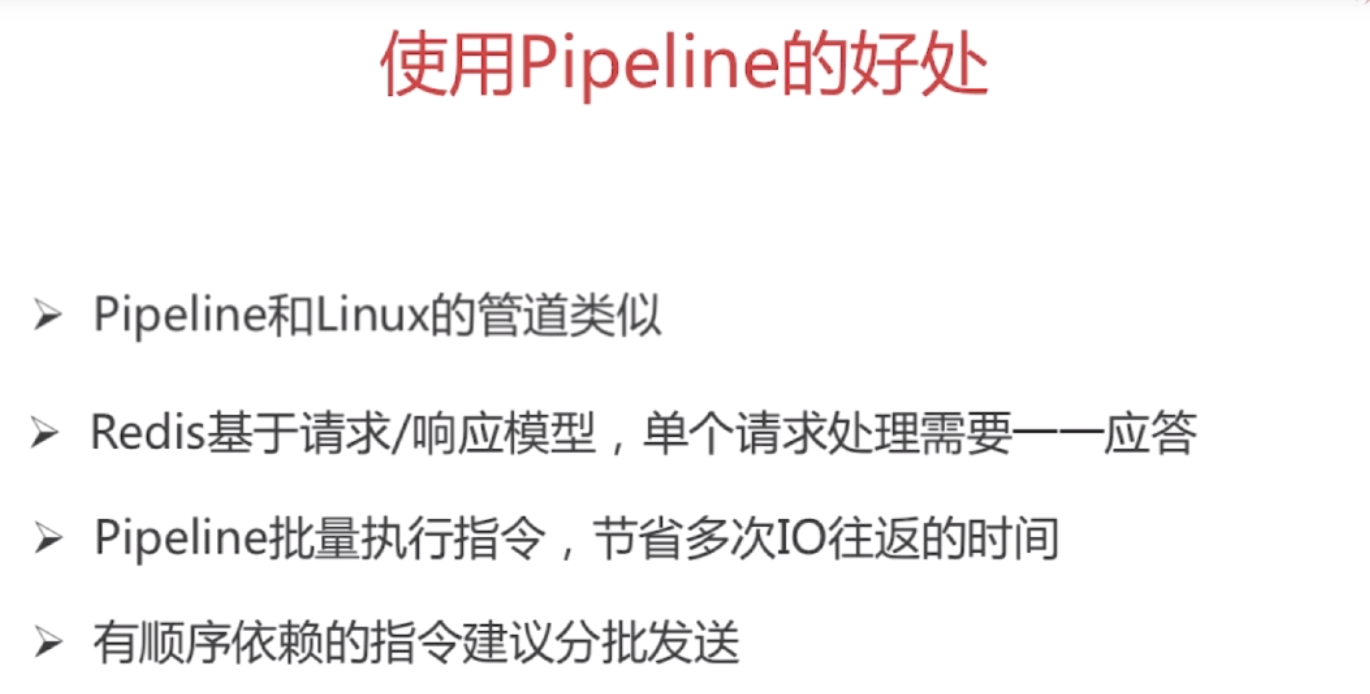 使用Pipeline的好处
Pipeline和Linux的管道类似
Redis基于请求/响应模型，单个请求处理需要一一应答
Pipeline批量执行指令，节省多次IO往返的时间
有顺序依赖的指令建议分批发送